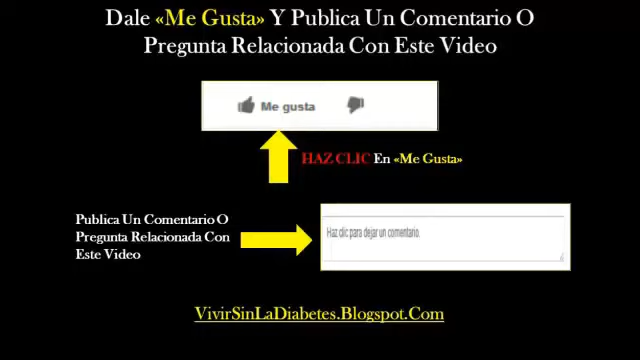 Dale «Me Gusta» Y Publica Un Comentario O
Pregunta Relacionada Con Este Video
Me gusta
HAZ CLIC En «Me Gusta»
Publica Un Comentario O
Pregunta Relacionada Con
Este Video
Haz clic para dejar un comentario.
VivirSinLaDiabetes.Blogspot.Com